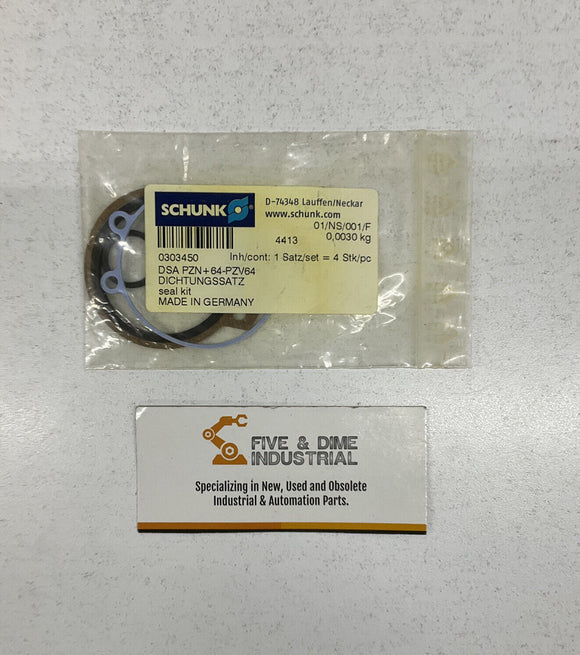 SCHUNK
D-74348 Lauffen/Neckar
www.schunk.com
01/NS/001/F
4413 0,0030 kg
0303450 Inh/cont: 1 Satz/set = 4 Stk/pc
DSA PZN+64-PZV64
DICHTUNGSSATZ
seal kit
MADE IN GERMANY
FIVE & DIME
INDUSTRIAL
Specializing in New, Used and Obsolete
Industrial & Automation Parts.